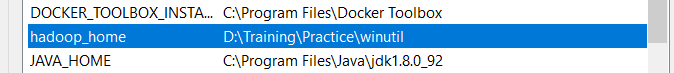 DOCKER_TOOLBOX_INSTA... C:\Program Files\Docker Toolbox
hadoop_home D:\Training\Practice\winutil
JAVA_HOME C:\Program Files\Java\jdk1.8.0_92